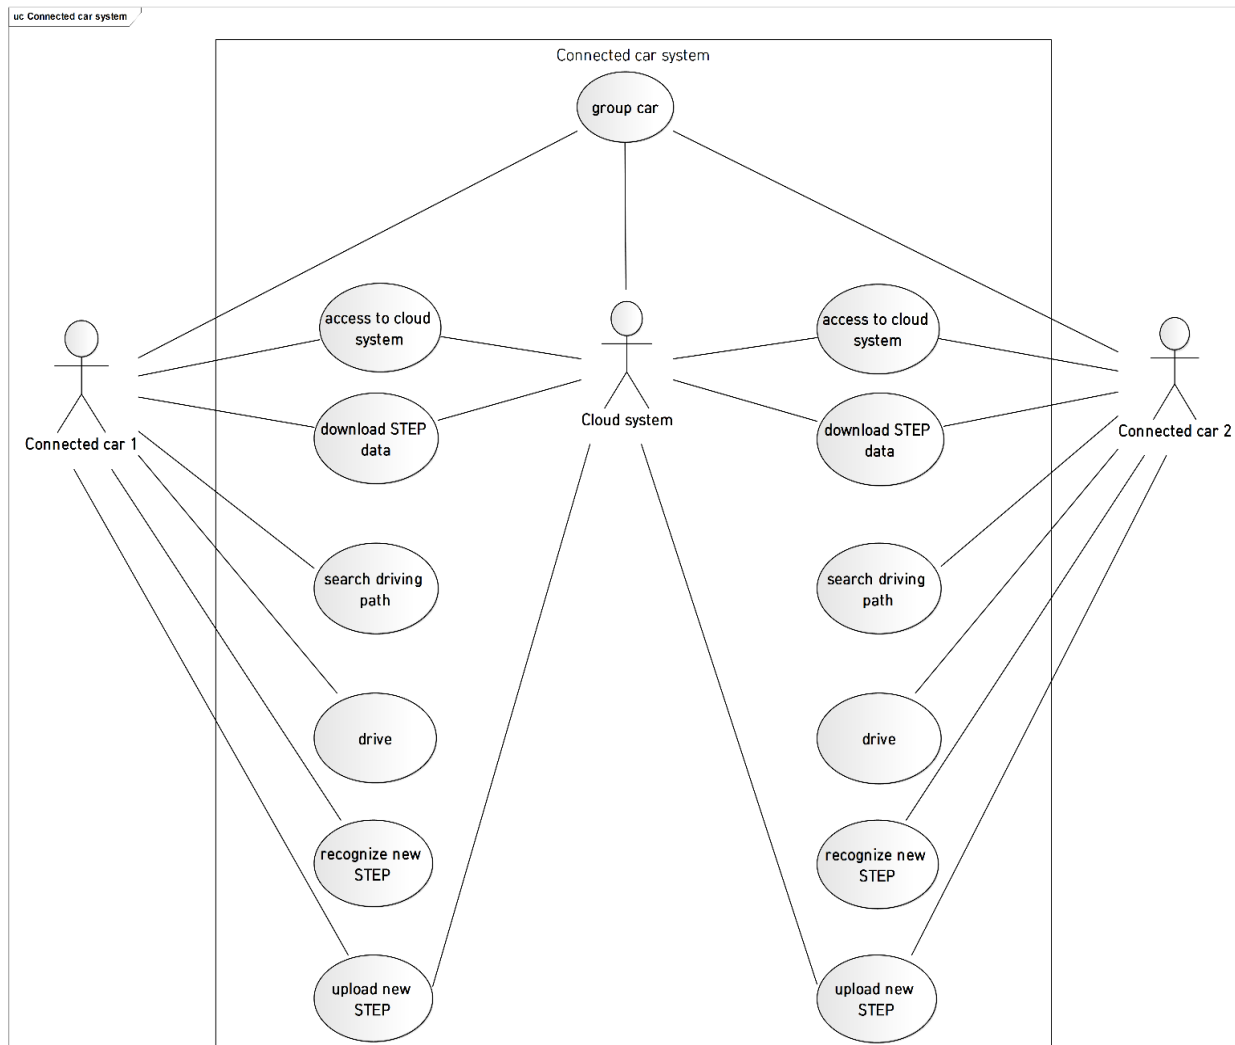 uc Connected car system
Connected car system
group car
access to cloud
system
access to cloud
system
Cloud system
Connected car 1
download STEP
data
download STEP
data
Connected car 2
search driving
path
search driving
path
drive
drive
recognize new
STEP
recognize new
STEP
upload new
STEP
upload new
STEP